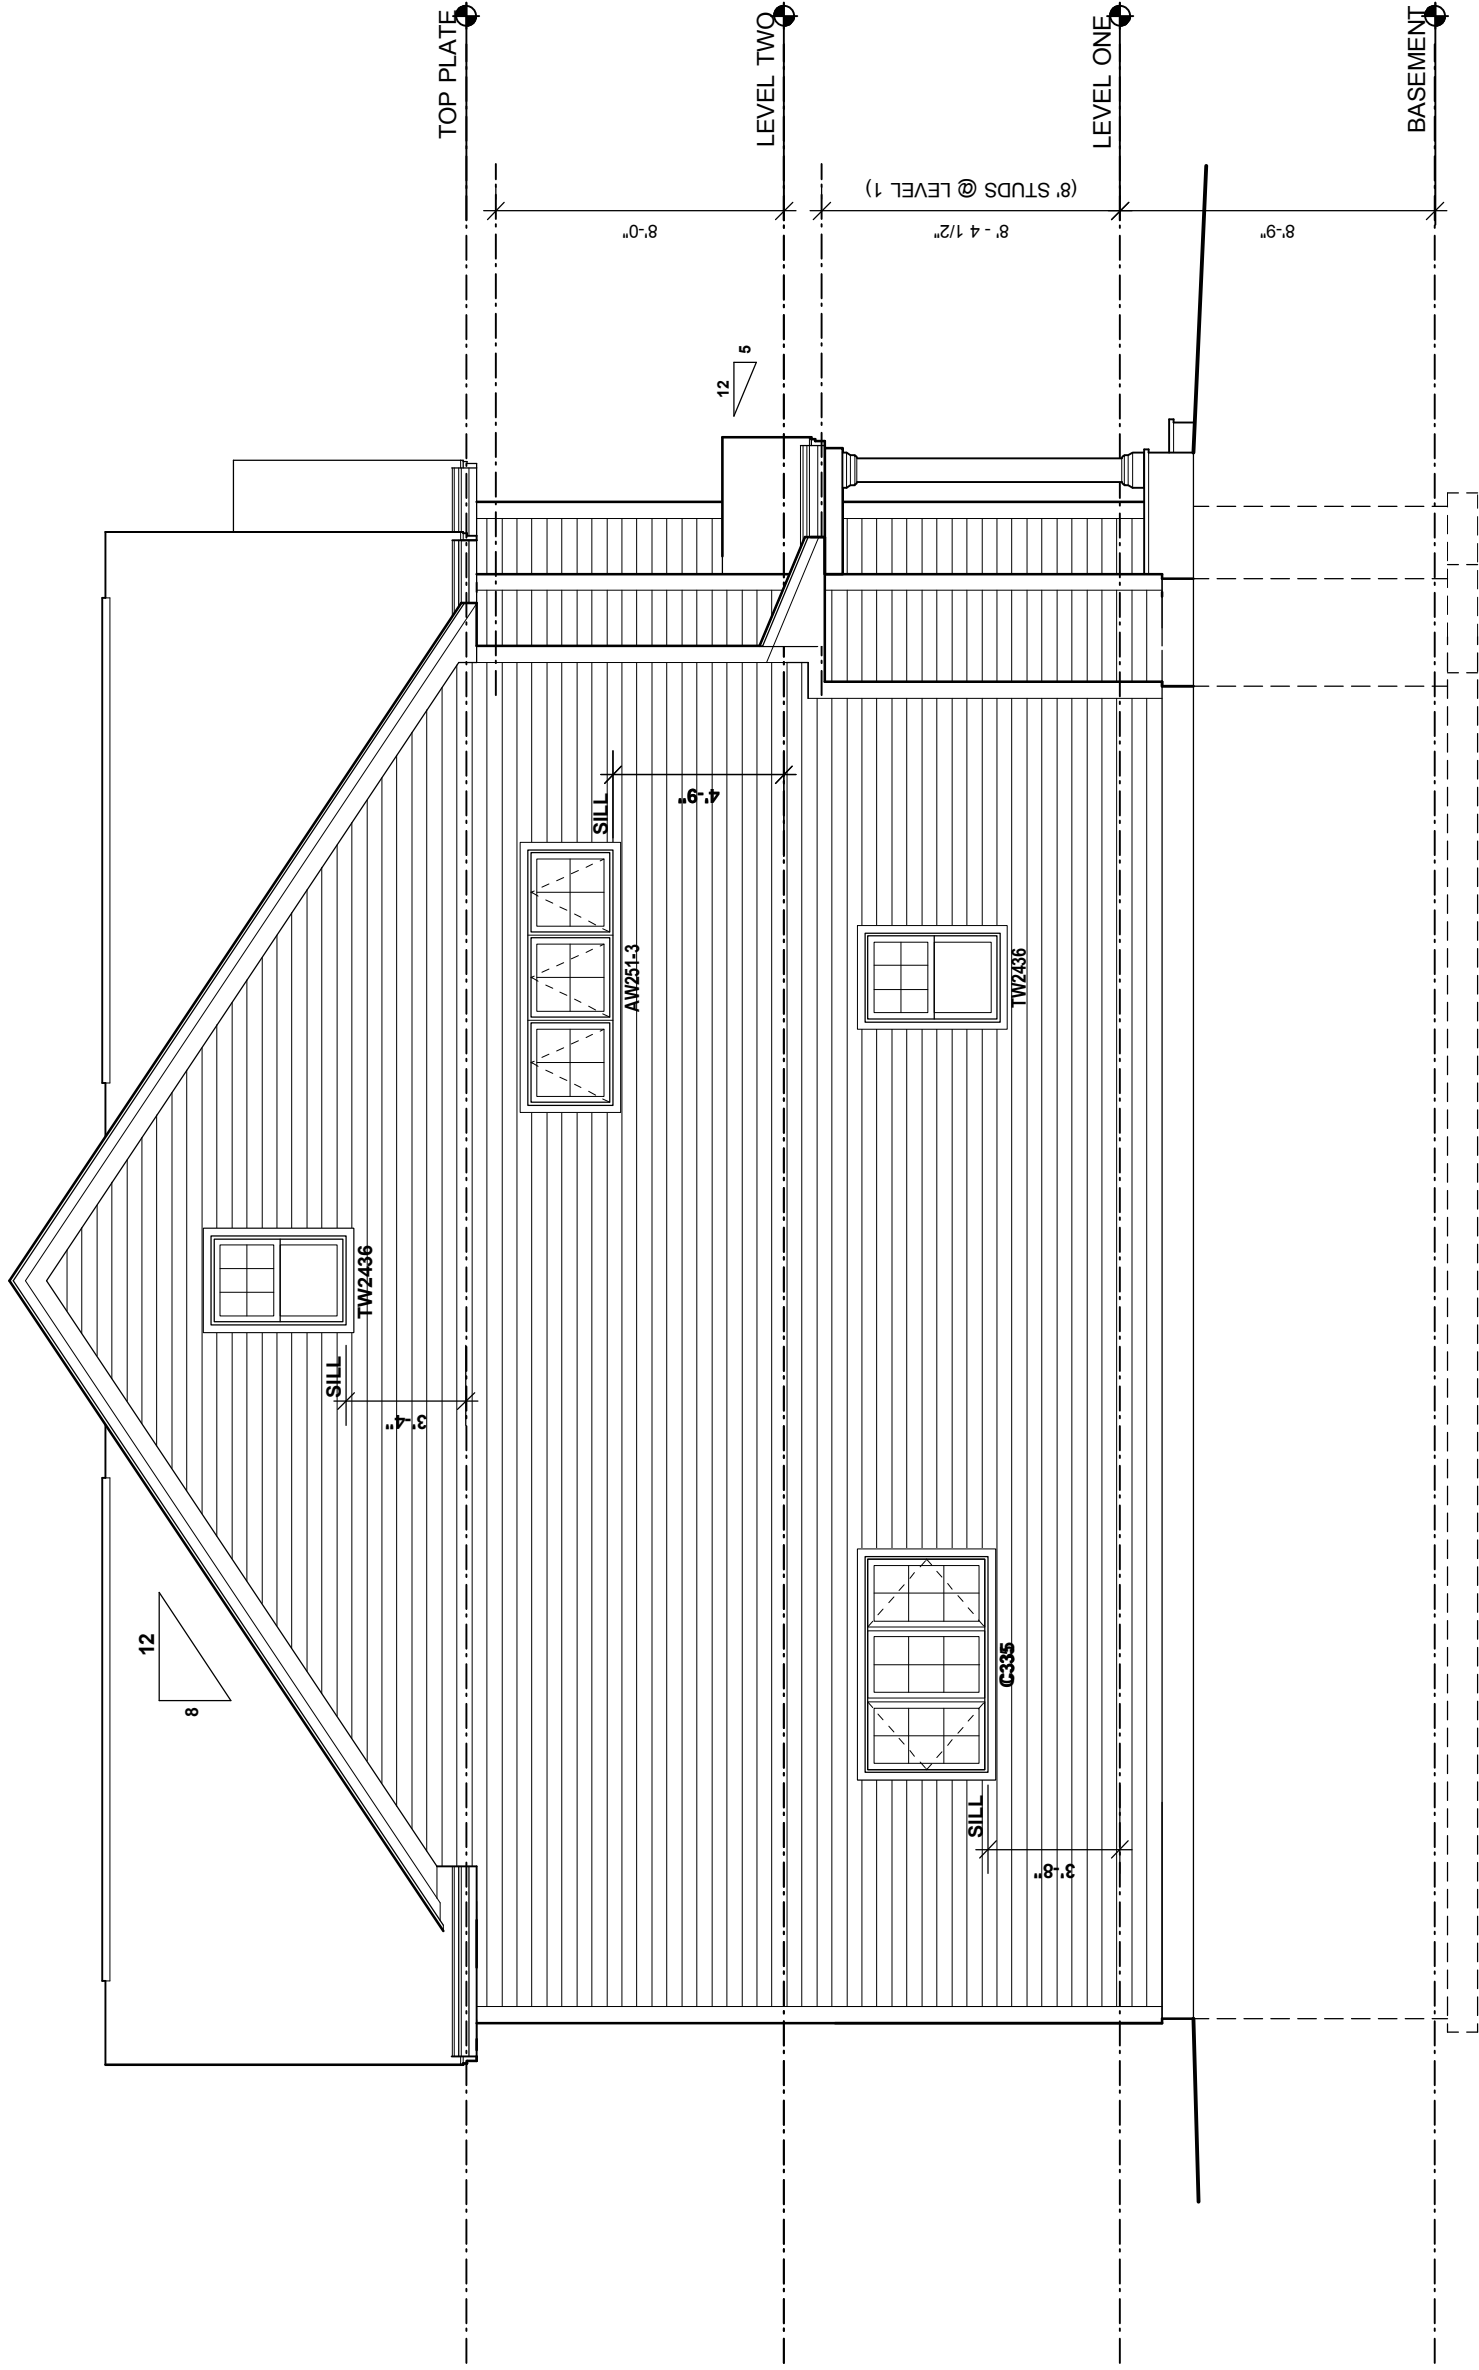 TOP PLATE
LEVEL TWO
LEVEL ONE
BASEMENT
8'-0"
8' - 4 1/2"
(8' STUDS @ LEVEL 1)
8'-9"
12
5
SILL
4'-9"
AW251-3
TW2436
TW2436
SILL
3'-4"
12
8
C335
SILL
3'-8"